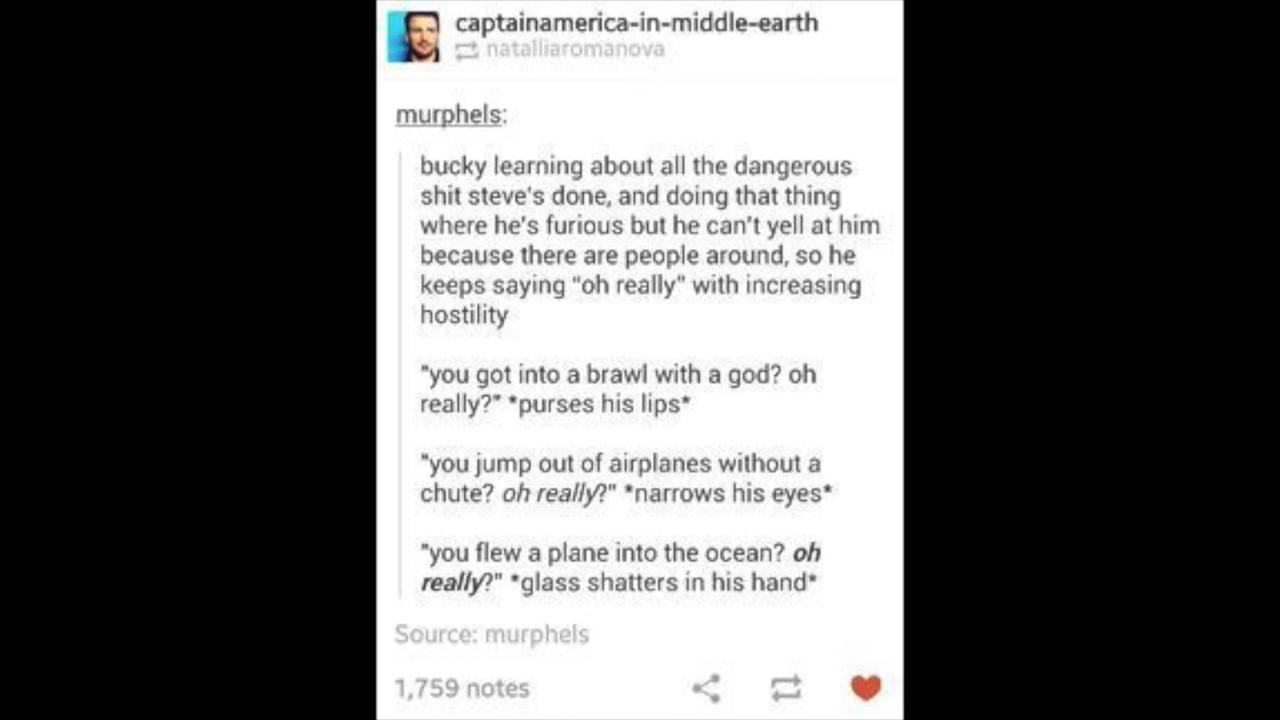 captainamerica-in-middle-earth
natalliaromanova
murphels:
bucky learning about all the dangerous
shit steve's done, and doing that thing
where he's furious but he can't yell at him
because there are people around, so he
keeps saying "oh really" with increasing
hostility
"you got into a brawl with a god? oh
really?" *purses his lips*
"you jump out of airplanes without a
chute? oh really?" *narrows his eyes*
"you flew a plane into the ocean? oh
really?" *glass shatters in his hand*
Source: murphels
1,759 notes